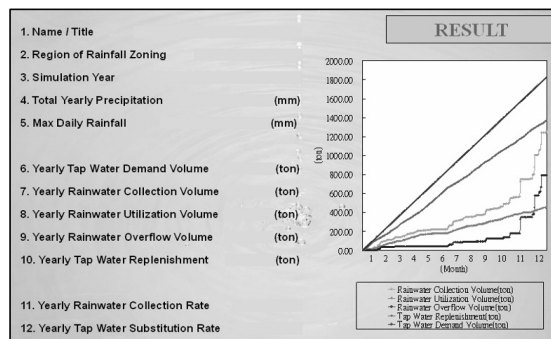 RESULT
1. Name / Title
2. Region of Rainfall Zoning
3. Simulation Year
4. Total Yearly Precipitation (mm)
5. Max Daily Rainfall (mm)
6. Yearly Tap Water Demand Volume (ton)
7. Yearly Rainwater Collection Volume (ton)
8. Yearly Rainwater Utilization Volume (ton)
9. Yearly Rainwater Overflow Volume (ton)
10. Yearly Tap Water Replenishment (ton)
11. Yearly Rainwater Collection Rate
12. Yearly Tap Water Substitution Rate
2000.00
1800.00
1600.00
1400.00
1200.00
1000.00
800.00
600.00
400.00
200.00
0.00
(ton)
1 2 3 4 5 6 7 8 9 10 11 12
(Month)
Rainwater Collection Volume(ton)
Rainwater Utilization Volume(ton)
Rainwater Overflow Volume(ton)
Tap Water Replenishment(ton)
Tap Water Demand Volume(ton)